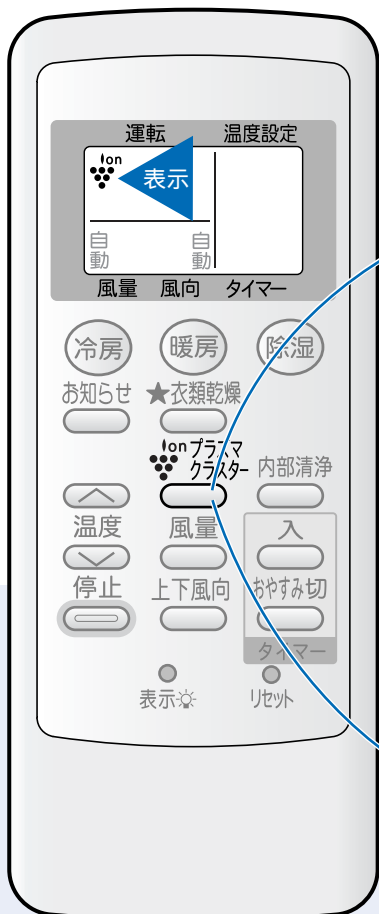 運転 温度設定
ion
表示
自動 自動
風量 風向 タイマー
冷房 暖房 除湿
お知らせ ★衣類乾燥
ion プラズマ
クラスター 内部清浄
温度 風量 入
停止 上下風向 おやすみ切
タイマー
表示 リセット